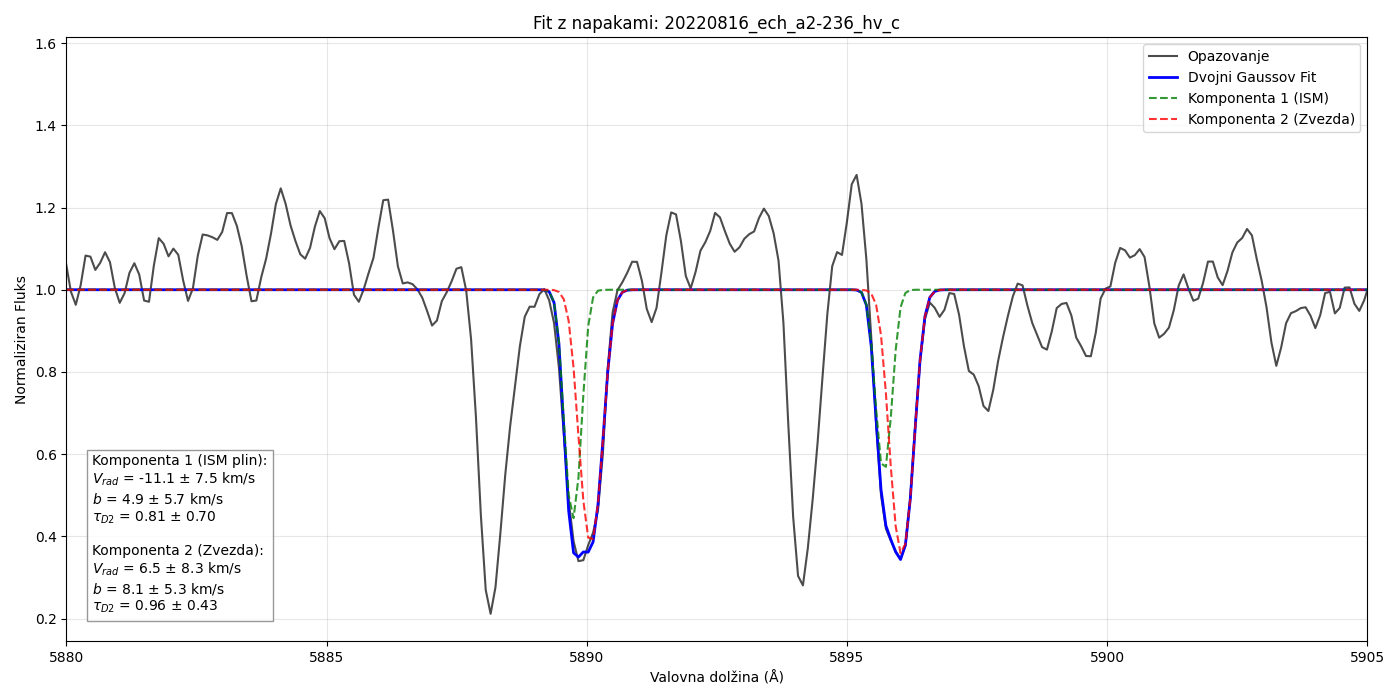 Fit z napakami: 20220816_ech_a2-236_hv_c
Normaliziran Fluks
1.6
1.4
1.2
1.0
0.8
0.6
0.4
0.2
Opazovanje
Dvojni Gaussov Fit
Komponenta 1 (ISM)
Komponenta 2 (Zvezda)
Komponenta 1 (ISM plin):
V_rad = -11.1 ± 7.5 km/s
b = 4.9 ± 5.7 km/s
τ_D2 = 0.81 ± 0.70
Komponenta 2 (Zvezda):
V_rad = 6.5 ± 8.3 km/s
b = 8.1 ± 5.3 km/s
τ_D2 = 0.96 ± 0.43
5880 5885 5890 5895 5900 5905
Valovna dolžina (Å)